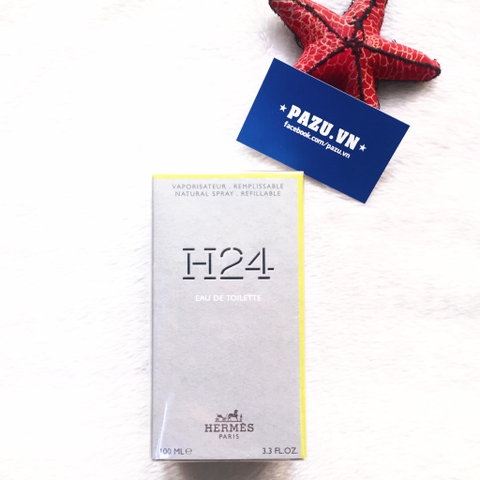 ★ PAZU.VN ★
facebook.com/pazu.vn
VAPORISATEUR . REMPLISSABLE
NATURAL SPRAY . REFILLABLE
H24
EAU DE TOILETTE
HERMÈS
PARIS
100 ML ℮ 3.3 FL.OZ.